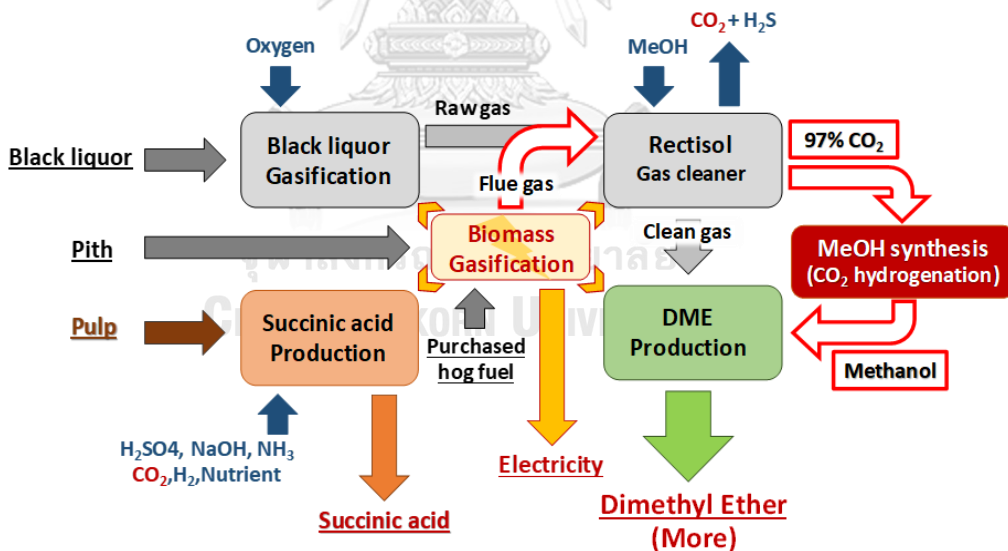 CO₂ + H₂S
Oxygen
MeOH
Raw gas
Black liquor
Black liquor
Gasification
Rectisol
Gas cleaner
97% CO₂
Flue gas
Clean gas
Pith
Biomass
Gasification
MeOH synthesis
(CO₂ hydrogenation)
Pulp
Succinic acid
Production
Purchased
hog fuel
DME
Production
Methanol
H₂SO4, NaOH, NH₃
CO₂,H₂,Nutrient
Electricity
Succinic acid
Dimethyl Ether
(More)